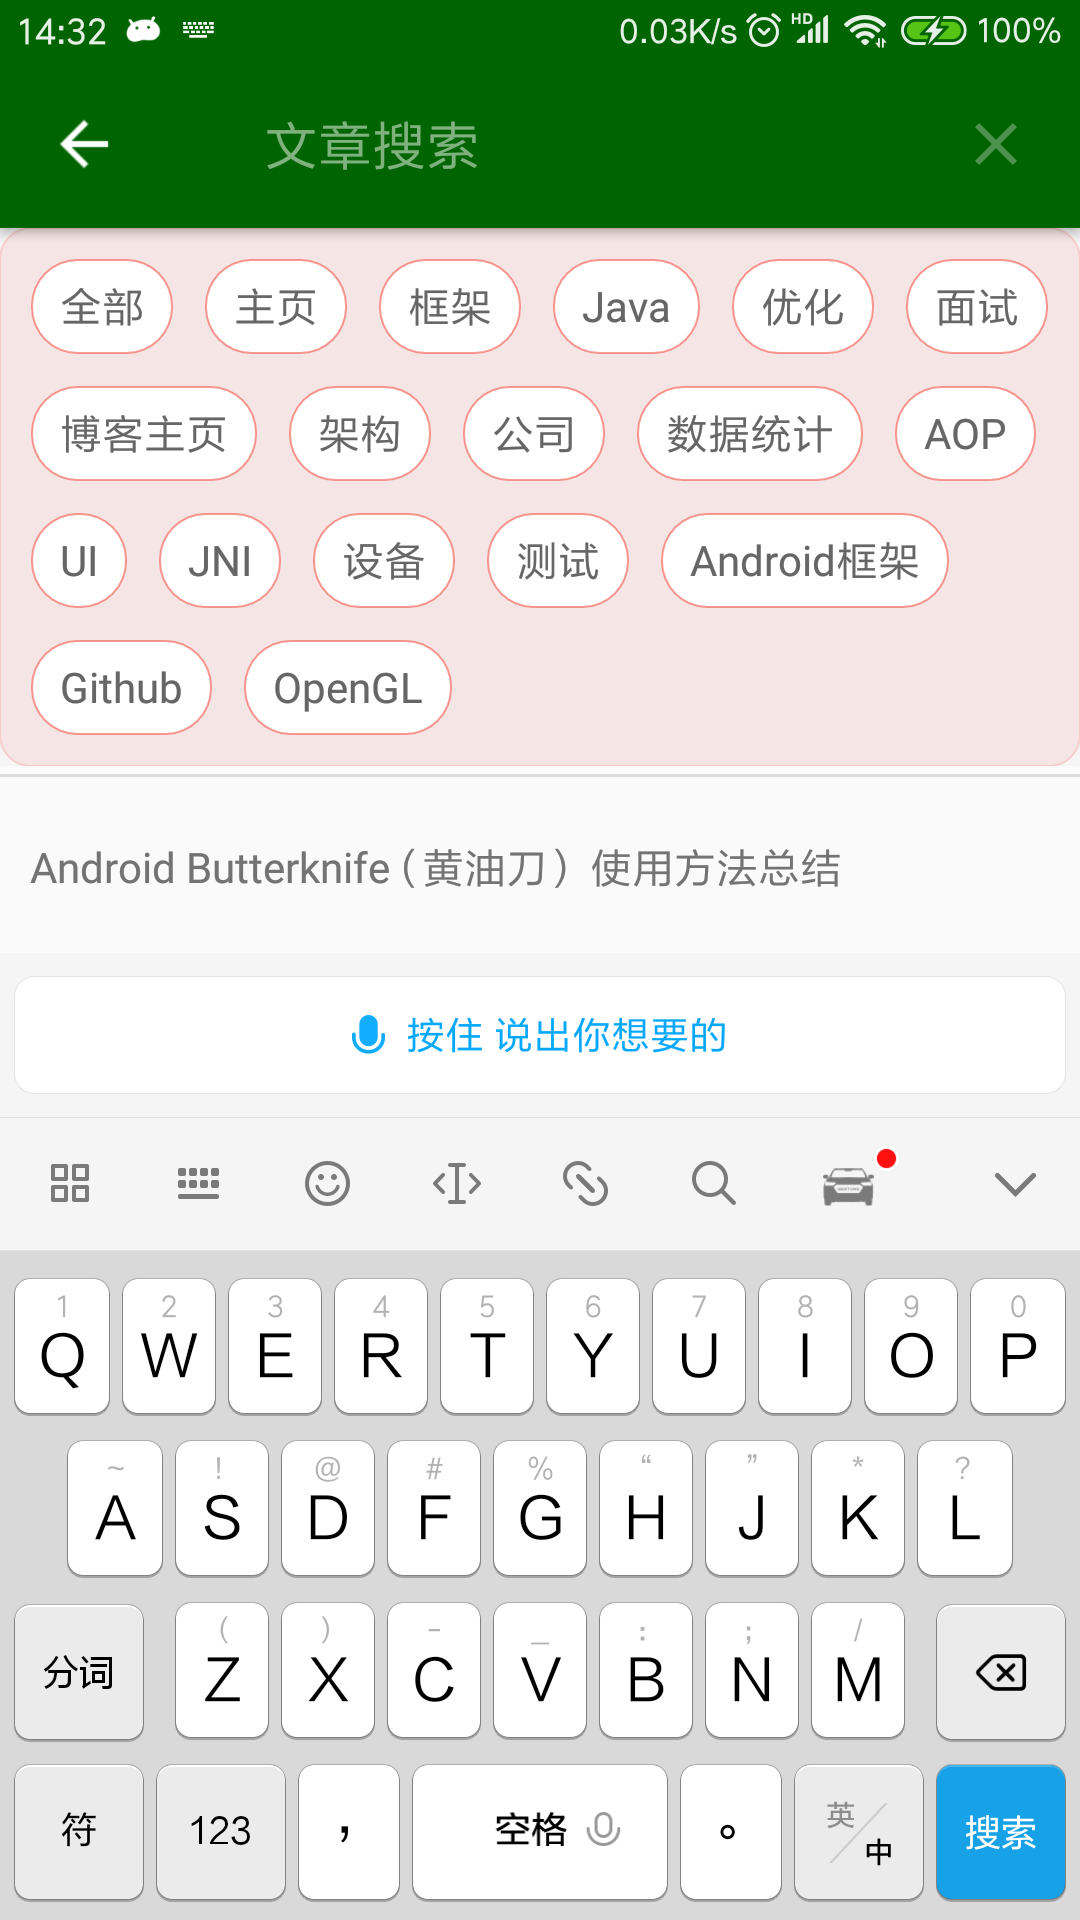 14:32 0.03K/s HD 100%
文章搜索
全部 主页 框架 Java 优化 面试
博客主页 架构 公司 数据统计 AOP
UI JNI 设备 测试 Android框架
Github OpenGL
Android Butterknife（黄油刀）使用方法总结
按住 说出你想要的
1 2 3 4 5 6 7 8 9 0
Q W E R T Y U I O P
~ ! @ # % “ ” * ?
A S D F G H J K L
( ) - _ : ; /
分词 Z X C V B N M
符 123 ， 空格 。 英/中 搜索